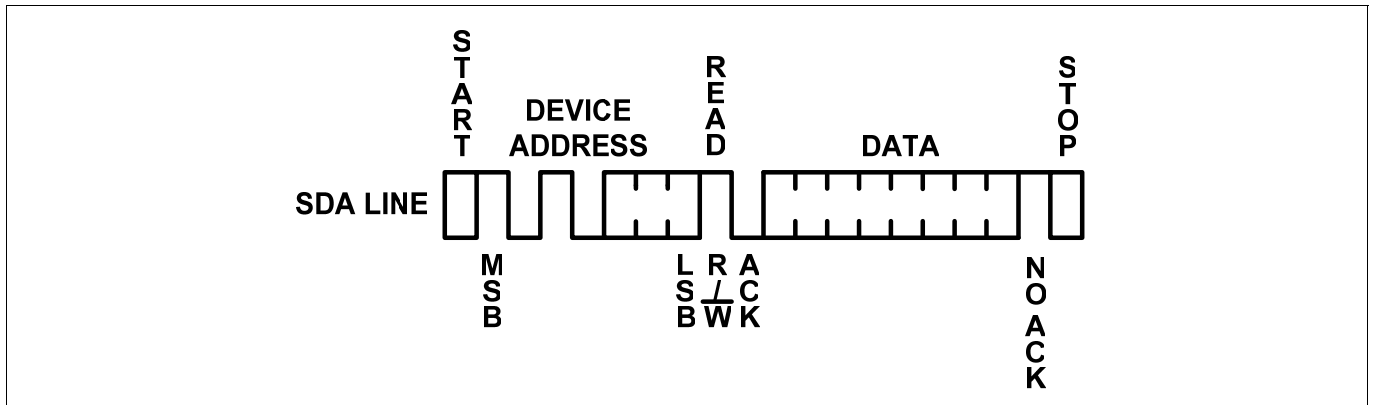 START
DEVICE
ADDRESS
READ
DATA
STOP
SDA LINE
MSB
LSB
R/W
ACK
NO ACK